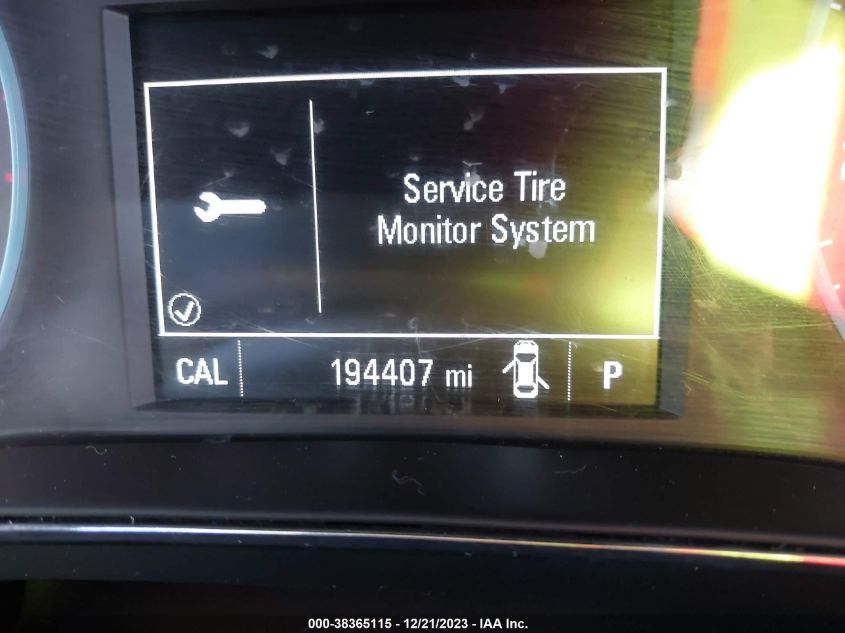 Service Tire
Monitor System
CAL 194407 mi P
000-38365115 - 12/21/2023 - IAA Inc.